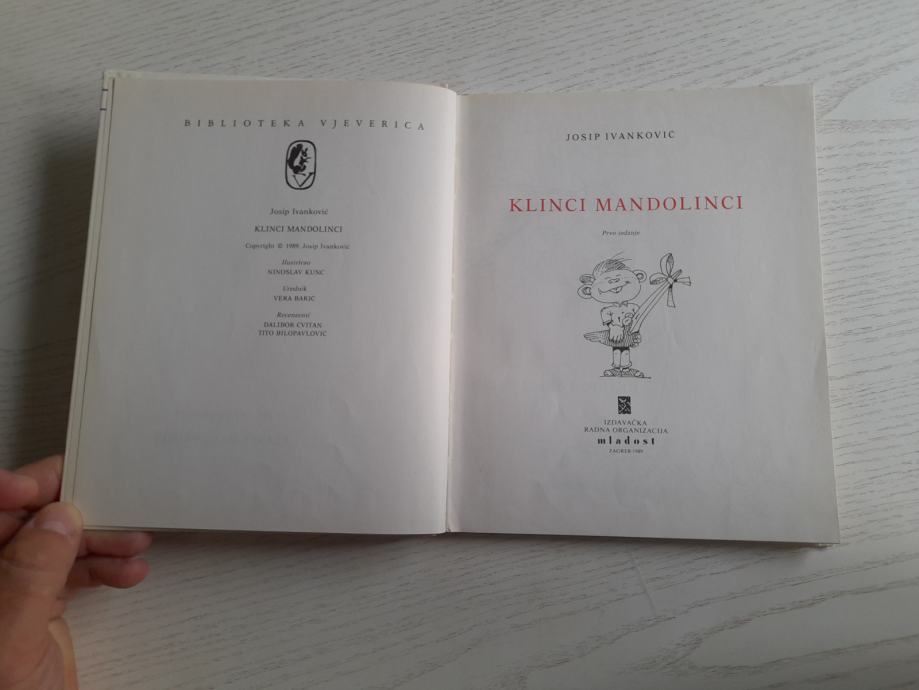 BIBLIOTEKA VJEVERICA
Josip Ivanković
KLINCI MANDOLINCI
Copyright © 1989. Josip Ivanković
Ilustrirao
NINOSLAV KUNC
Urednik
VERA BARIĆ
Recenzenti
DALIBOR CVITAN
TITO BILOPAVLOVIĆ
JOSIP IVANKOVIĆ
KLINCI MANDOLINCI
Prvo izdanje
IZDAVAČKA
RADNA ORGANIZACIJA
mladost
ZAGREB 1989.